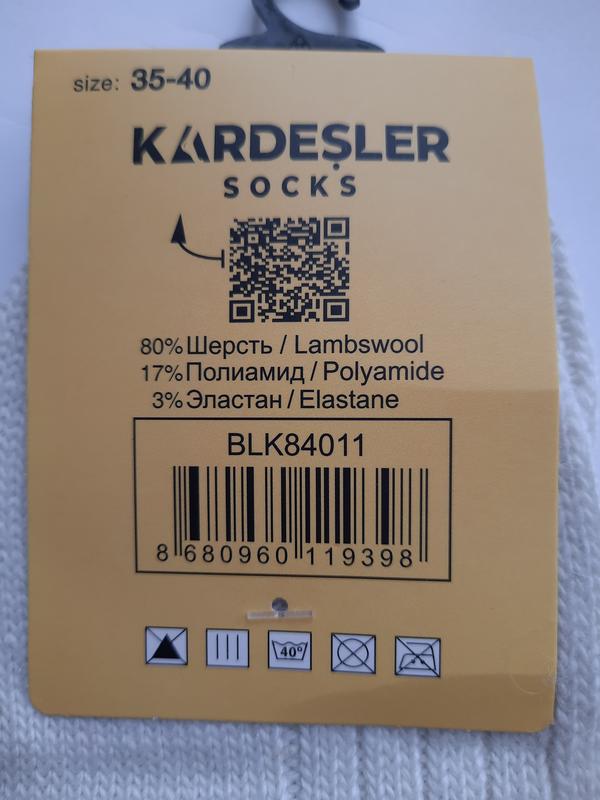 size: 35-40
KARDEŞLER
SOCKS
80% Шерсть / Lambswool
17% Полиамид / Polyamide
3% Эластан / Elastane
BLK84011
8 680960 119398
40°